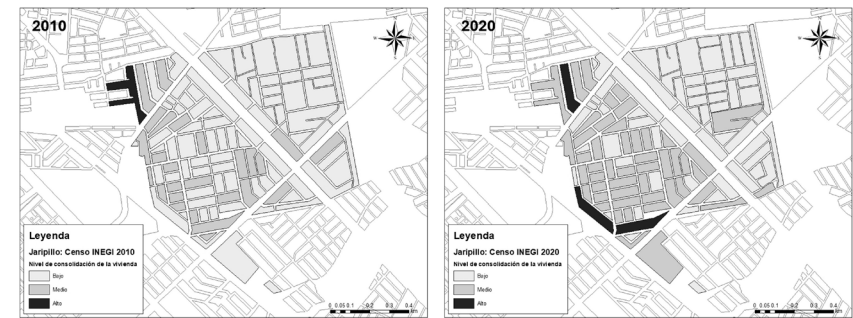 2010
Leyenda
Jaripillo: Censo INEGI 2010
Nivel de consolidación de la vivienda
Bajo
Medio
Alto
0 0.05 0.1 0.2 0.3 0.4
km
2020
Leyenda
Jaripillo: Censo INEGI 2020
Nivel de consolidación de la vivienda
Bajo
Medio
Alto
0 0.05 0.1 0.2 0.3 0.4
km